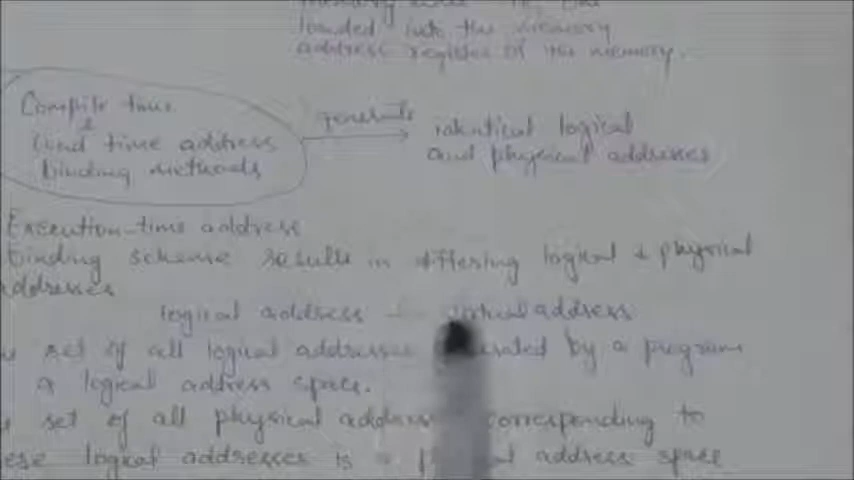 loaded into the memory
address register of the memory.
Compile time
&
load time address
binding methods
generate
identical logical
and physical addresses
Execution-time address
binding scheme results in differing logical & physical
addresses
logical address virtual address
set of all logical addresses by a program
a logical address space.
set of all physical corresponding to
logical addresses is a address space